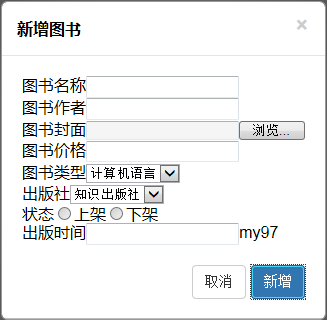 新增图书 ×
图书名称
图书作者
图书封面 浏览...
图书价格
图书类型 计算机语言
出版社 知识出版社
状态 上架 下架
出版时间 my97
取消 新增